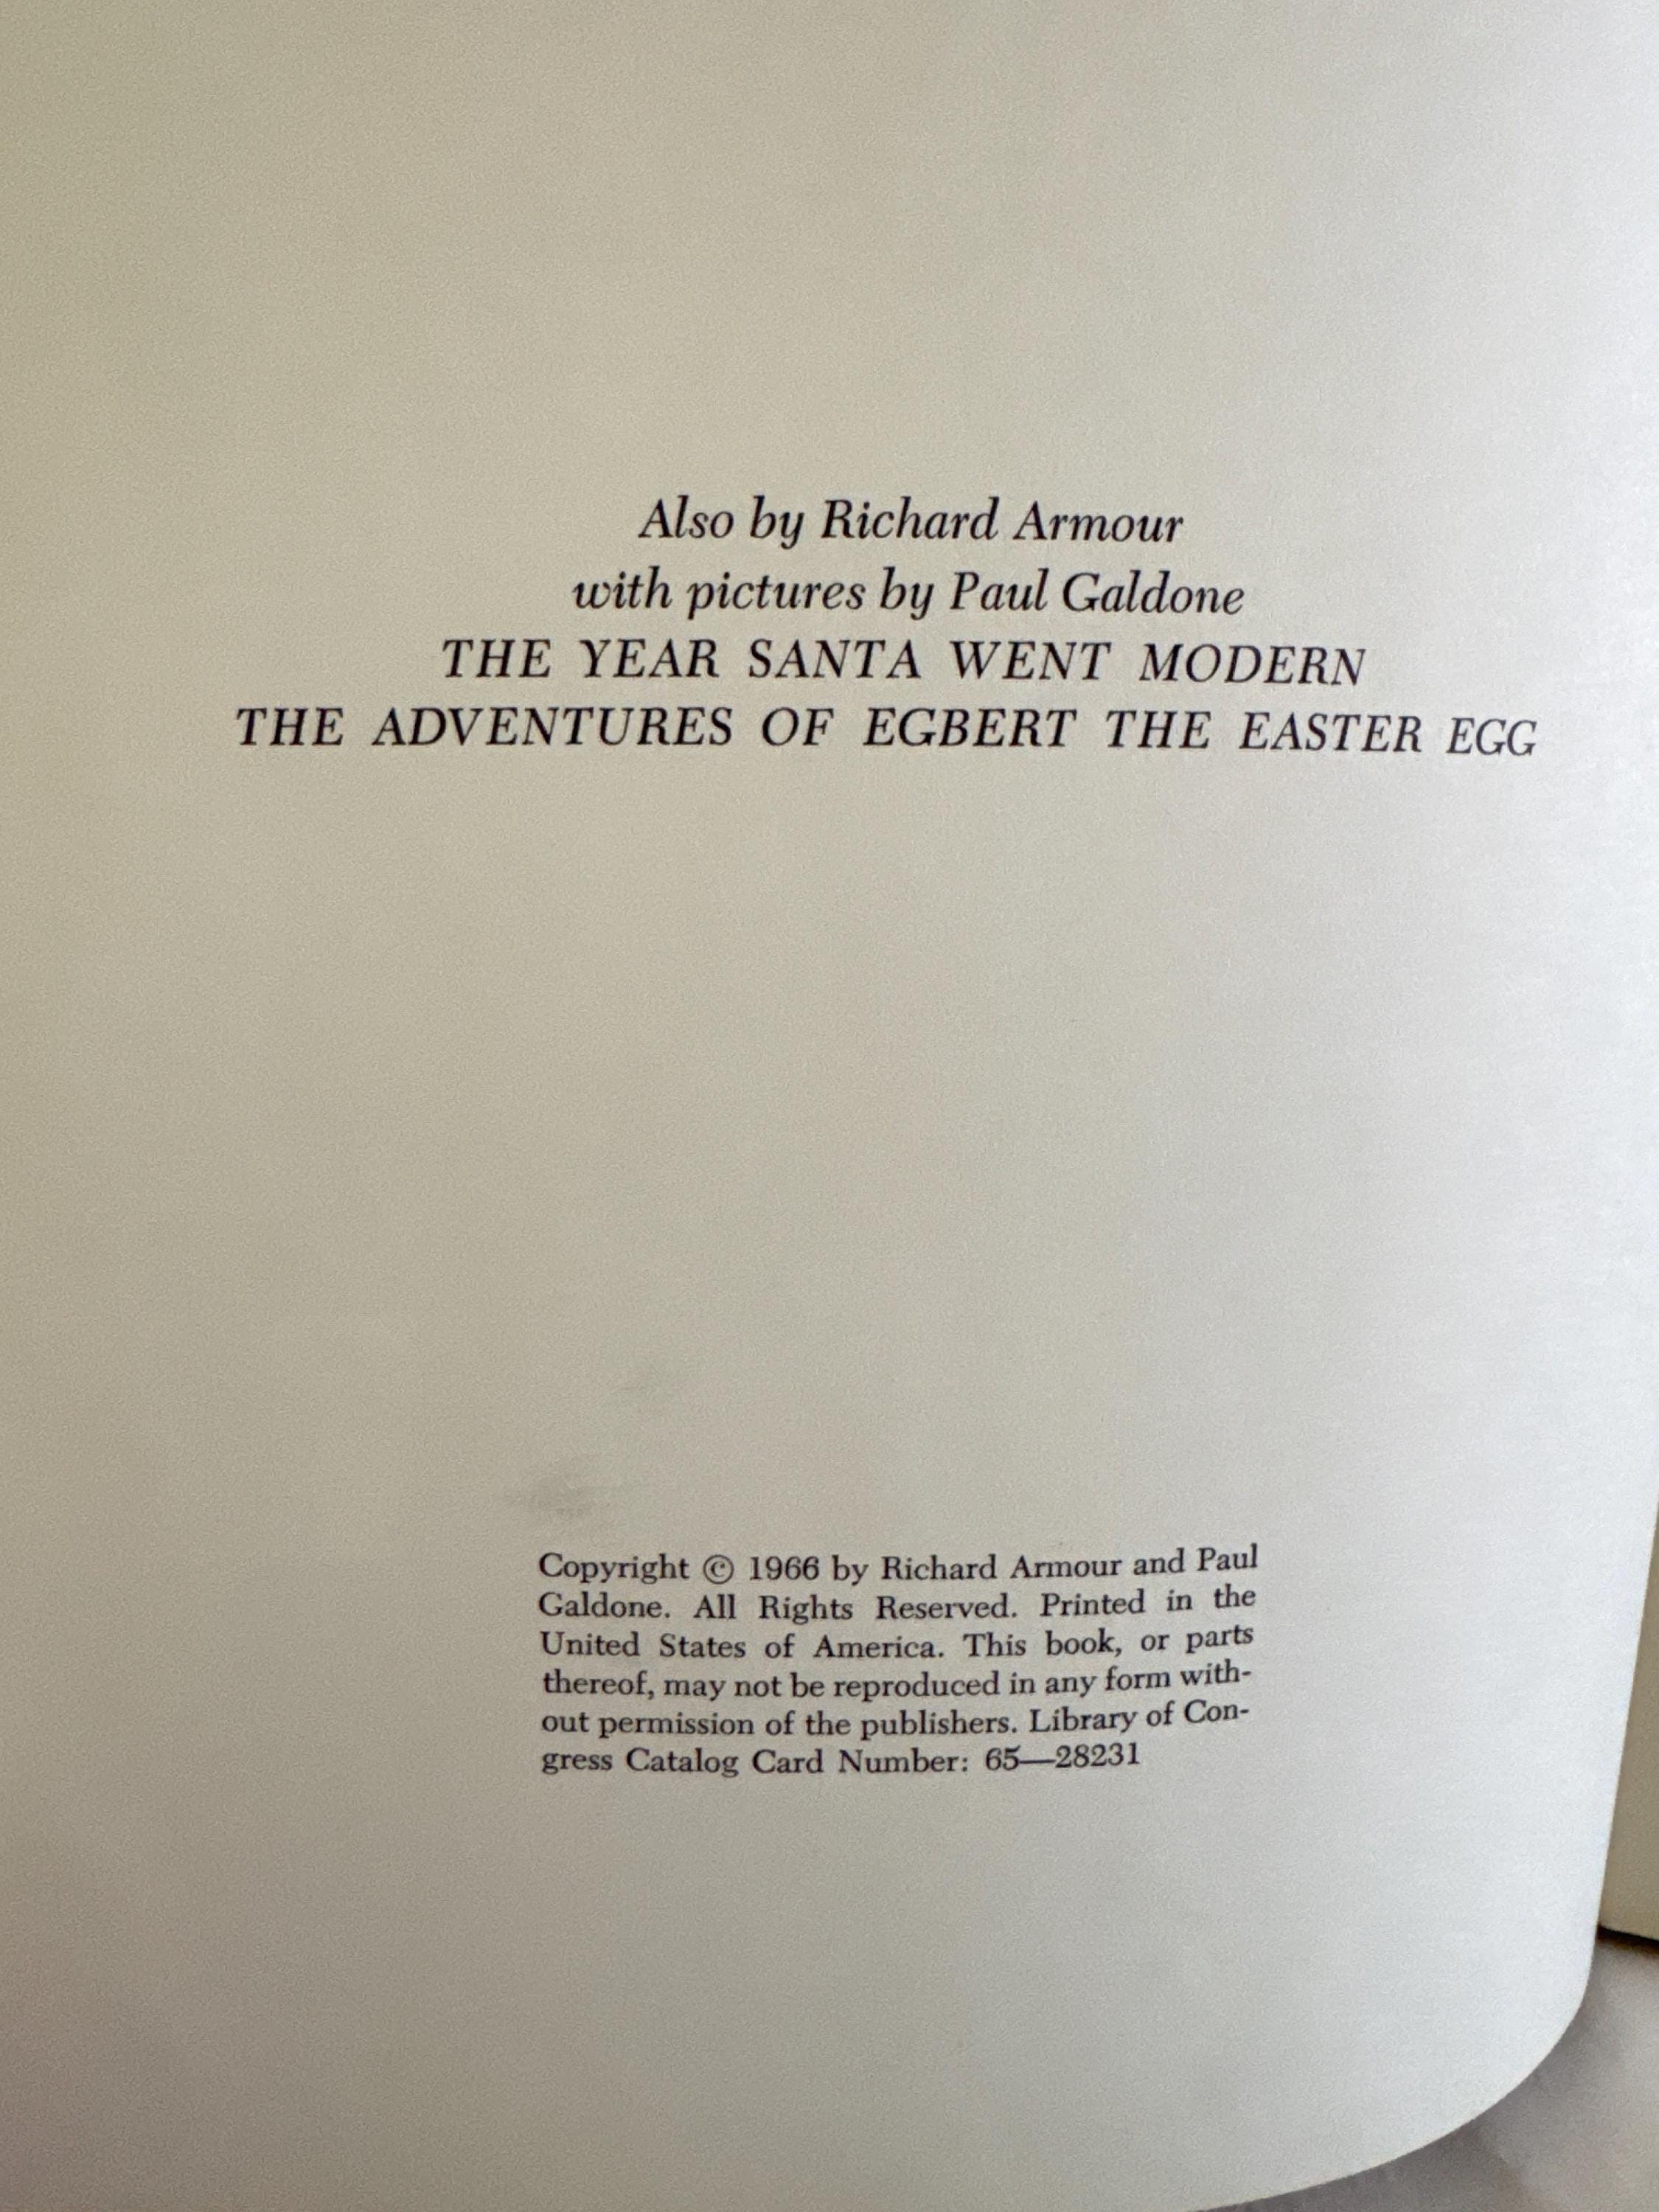 Also by Richard Armour
with pictures by Paul Galdone
THE YEAR SANTA WENT MODERN
THE ADVENTURES OF EGBERT THE EASTER EGG
Copyright © 1966 by Richard Armour and Paul
Galdone. All Rights Reserved. Printed in the
United States of America. This book, or parts
thereof, may not be reproduced in any form with-
out permission of the publishers. Library of Con-
gress Catalog Card Number: 65—28231